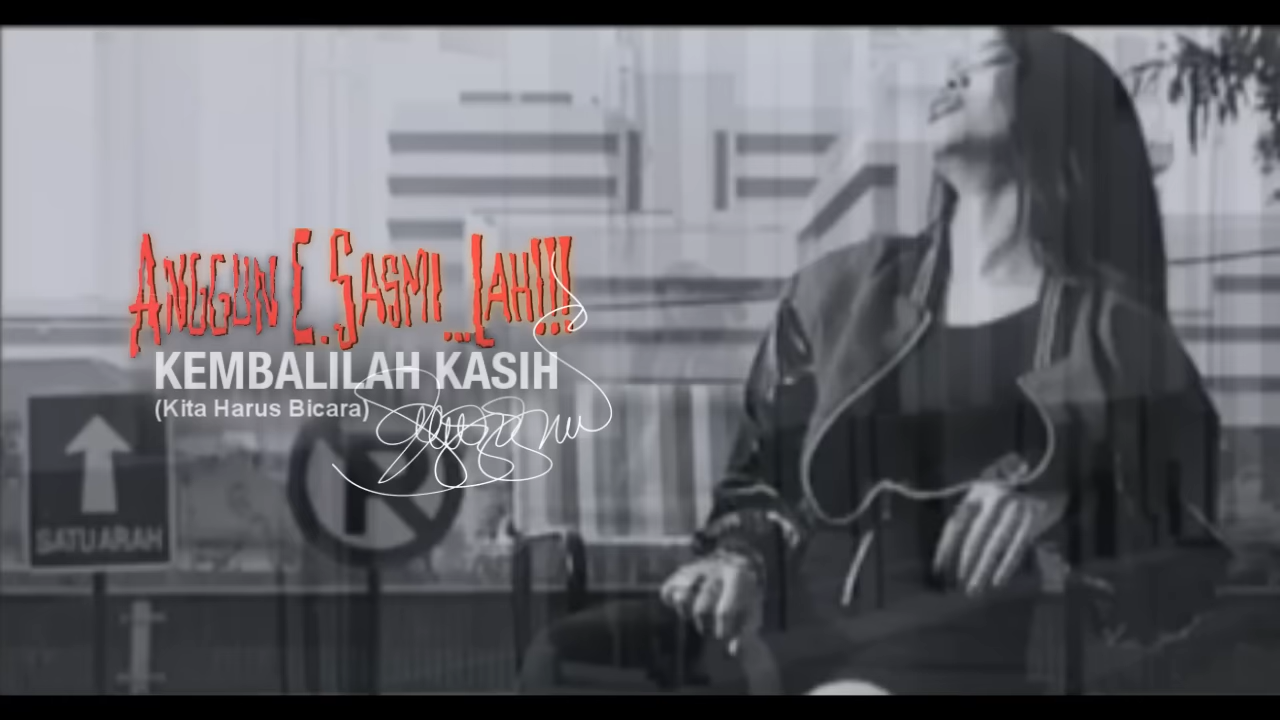 ANGGUN C. SASMI ...LAH!!!
KEMBALILAH KASIH
(Kita Harus Bicara)
SATU ARAH